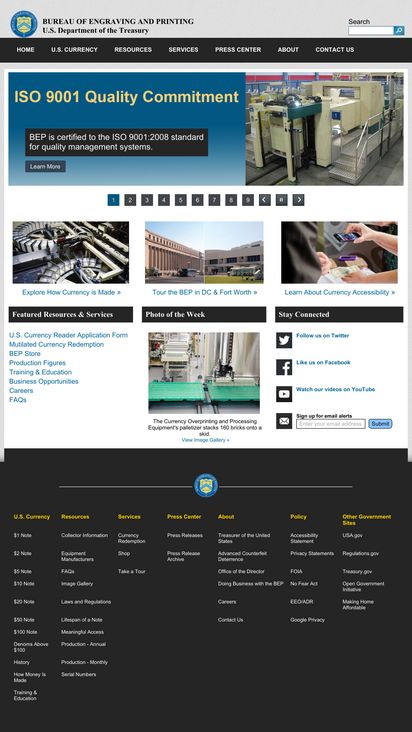 BUREAU OF ENGRAVING AND PRINTING
U.S. Department of the Treasury
Search
HOME
U.S. CURRENCY
RESOURCES
SERVICES
PRESS CENTER
ABOUT
CONTACT US
ISO 9001 Quality Commitment
BEP is certified to the ISO 9001:2008 standard
for quality management systems.
Learn More
1 2 3 4 5 6 7 8 9
Explore How Currency is Made »
Tour the BEP in DC & Fort Worth »
Learn About Currency Accessibility »
Featured Resources & Services
U.S. Currency Reader Application Form
Mutilated Currency Redemption
BEP Store
Production Figures
Training & Education
Business Opportunities
Careers
FAQs
Photo of the Week
The Currency Overprinting and Processing
Equipment's palletizer stacks 160 bricks onto a
skid.
View Image Gallery »
Stay Connected
Follow us on Twitter
Like us on Facebook
Watch our videos on YouTube
Sign up for email alerts
Enter your email address
Submit
U.S. Currency
$1 Note
$2 Note
$5 Note
$10 Note
$20 Note
$50 Note
$100 Note
Denoms Above
$100
History
How Money Is
Made
Training &
Education
Resources
Collector Information
Equipment
Manufacturers
FAQs
Image Gallery
Laws and Regulations
Lifespan of a Note
Meaningful Access
Production - Annual
Production - Monthly
Serial Numbers
Services
Currency
Redemption
Shop
Take a Tour
Press Center
Press Releases
Press Release
Archive
About
Treasurer of the United
States
Advanced Counterfeit
Deterrence
Office of the Director
Doing Business with the BEP
Careers
Contact Us
Policy
Accessibility
Statement
Privacy Statements
FOIA
No Fear Act
EEO/ADR
Google Privacy
Other Government
Sites
USA.gov
Regulations.gov
Treasury.gov
Open Government
Initiative
Making Home
Affordable